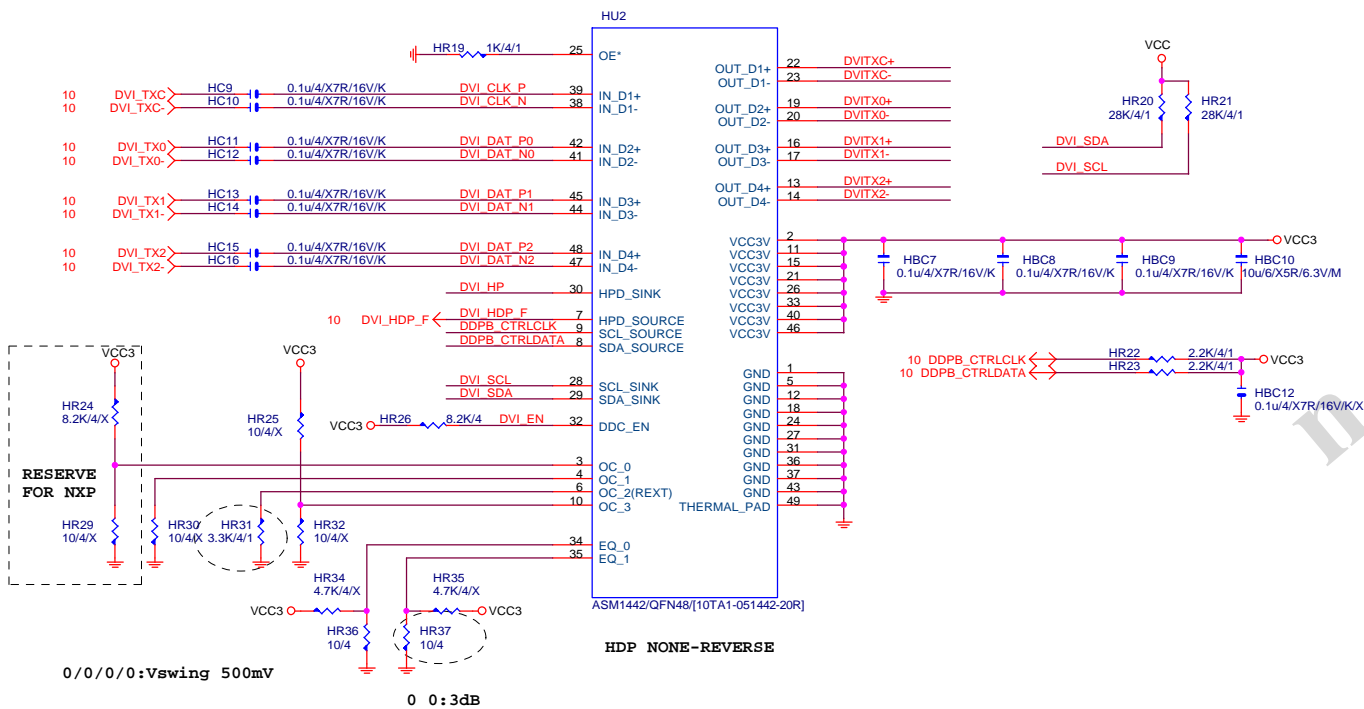 HU2
HR19 1K/4/1 25 OE*
10 DVI_TXC HC9 0.1u/4/X7R/16V/K DVI_CLK_P 39 IN_D1+
10 DVI_TXC- HC10 0.1u/4/X7R/16V/K DVI_CLK_N 38 IN_D1-
10 DVI_TX0 HC11 0.1u/4/X7R/16V/K DVI_DAT_P0 42 IN_D2+
10 DVI_TX0- HC12 0.1u/4/X7R/16V/K DVI_DAT_N0 41 IN_D2-
10 DVI_TX1 HC13 0.1u/4/X7R/16V/K DVI_DAT_P1 45 IN_D3+
10 DVI_TX1- HC14 0.1u/4/X7R/16V/K DVI_DAT_N1 44 IN_D3-
10 DVI_TX2 HC15 0.1u/4/X7R/16V/K DVI_DAT_P2 48 IN_D4+
10 DVI_TX2- HC16 0.1u/4/X7R/16V/K DVI_DAT_N2 47 IN_D4-
DVI_HP 30 HPD_SINK
10 DVI_HDP_F DVI_HDP_F 7 HPD_SOURCE
DDPB_CTRLCLK 9 SCL_SOURCE
DDPB_CTRLDATA 8 SDA_SOURCE
DVI_SCL 28 SCL_SINK
DVI_SDA 29 SDA_SINK
VCC3 HR26 8.2K/4 DVI_EN 32 DDC_EN
3 OC_0
4 OC_1
6 OC_2(REXT)
10 OC_3
34 EQ_0
35 EQ_1
OUT_D1+ 22 DVITXC+
OUT_D1- 23 DVITXC-
OUT_D2+ 19 DVITX0+
OUT_D2- 20 DVITX0-
OUT_D3+ 16 DVITX1+
OUT_D3- 17 DVITX1-
OUT_D4+ 13 DVITX2+
OUT_D4- 14 DVITX2-
VCC3V 2
VCC3V 11
VCC3V 15
VCC3V 21
VCC3V 26
VCC3V 33
VCC3V 40
VCC3V 46
GND 1
GND 5
GND 12
GND 18
GND 24
GND 27
GND 31
GND 36
GND 37
GND 43
THERMAL_PAD 49
ASM1442/QFN48/[10TA1-051442-20R]
HDP NONE-REVERSE
VCC
HR20 28K/4/1
HR21 28K/4/1
DVI_SDA
DVI_SCL
VCC3
HBC7 0.1u/4/X7R/16V/K
HBC8 0.1u/4/X7R/16V/K
HBC9 0.1u/4/X7R/16V/K
HBC10 10u/6/X5R/6.3V/M
10 DDPB_CTRLCLK HR22 2.2K/4/1 VCC3
10 DDPB_CTRLDATA HR23 2.2K/4/1
HBC12
0.1u/4/X7R/16V/K/X
n
VCC3
HR24
8.2K/4/X
RESERVE
FOR NXP
HR29
10/4/X
VCC3
HR25
10/4/X
HR30
10/4/X
HR31
3.3K/4/1
HR32
10/4/X
VCC3 HR34
4.7K/4/X
HR35 VCC3
4.7K/4/X
HR36
10/4
HR37
10/4
0/0/0/0:Vswing 500mV
0 0:3dB